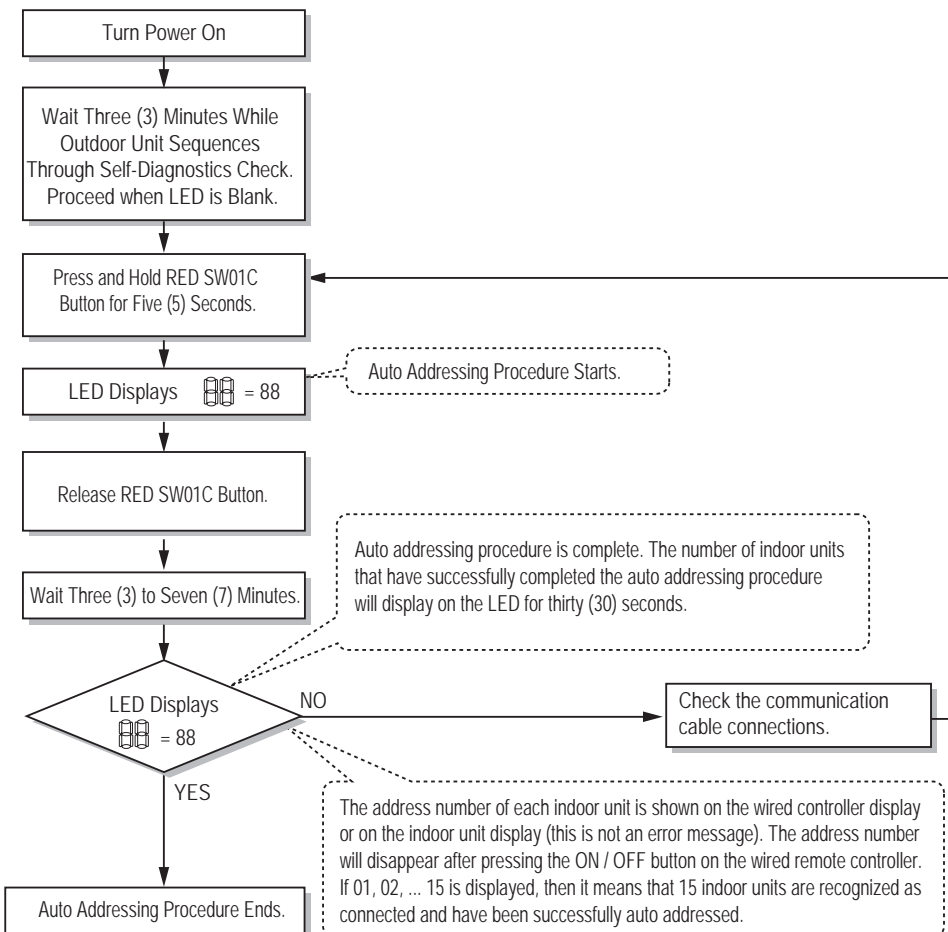 Turn Power On
Wait Three (3) Minutes While
Outdoor Unit Sequences
Through Self-Diagnostics Check.
Proceed when LED is Blank.
Press and Hold RED SW01C
Button for Five (5) Seconds.
LED Displays 88 = 88
Auto Addressing Procedure Starts.
Release RED SW01C Button.
Auto addressing procedure is complete. The number of indoor units
that have successfully completed the auto addressing procedure
will display on the LED for thirty (30) seconds.
Wait Three (3) to Seven (7) Minutes.
LED Displays
88 = 88
NO
Check the communication
cable connections.
YES
The address number of each indoor unit is shown on the wired controller display
or on the indoor unit display (this is not an error message). The address number
will disappear after pressing the ON / OFF button on the wired remote controller.
If 01, 02, ... 15 is displayed, then it means that 15 indoor units are recognized as
connected and have been successfully auto addressed.
Auto Addressing Procedure Ends.